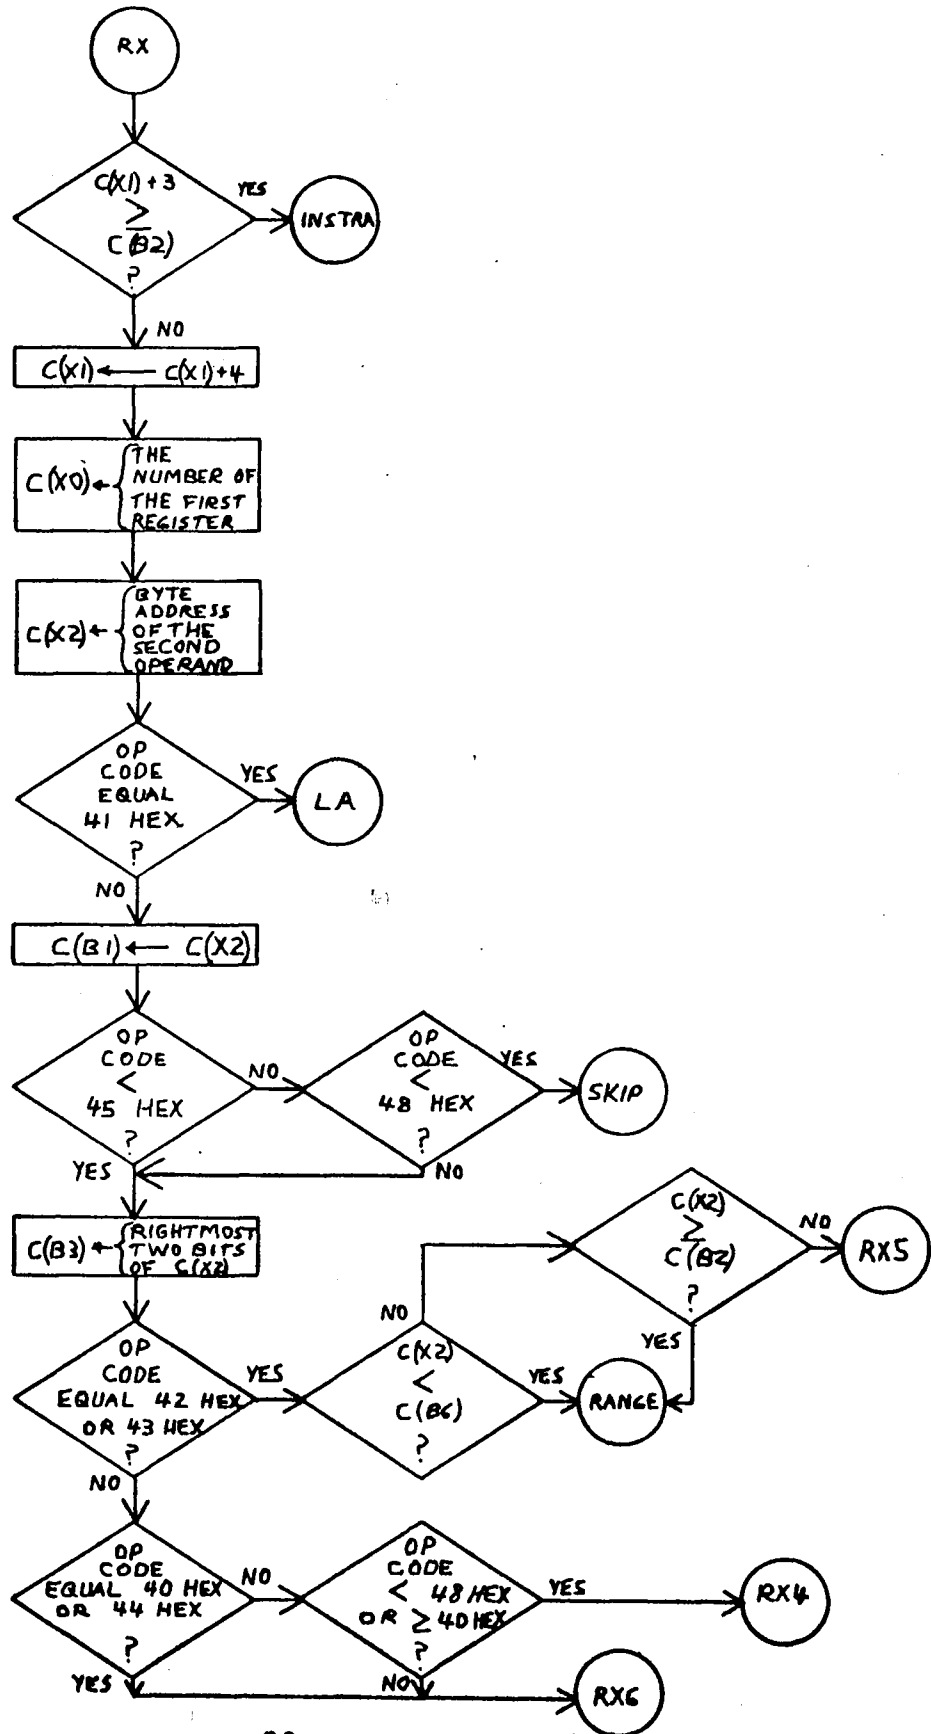 RX
C(X1)+3
≥
C(B2)
?
YES
INSTRA
NO
C(X1) ← C(X1)+4
C(X0) ←
THE
NUMBER OF
THE FIRST
REGISTER
C(X2) ←
BYTE
ADDRESS
OF THE
SECOND
OPERAND
OP
CODE
EQUAL
41 HEX
?
YES
LA
NO
C(B1) ← C(X2)
OP
CODE
<
45 HEX
?
NO
OP
CODE
<
48 HEX
?
YES
SKIP
YES
NO
C(B3) ←
RIGHTMOST
TWO BITS
OF C(X2)
C(X2)
≥
C(B2)
?
NO
RX5
YES
OP
CODE
EQUAL 42 HEX
OR 43 HEX
?
YES
NO
C(X2)
<
C(B6)
?
YES
RANGE
NO
OP
CODE
EQUAL 40 HEX
OR 44 HEX
?
NO
OP
CODE
< 48 HEX
OR ≥ 40 HEX
?
YES
RX4
YES
NO
RX6